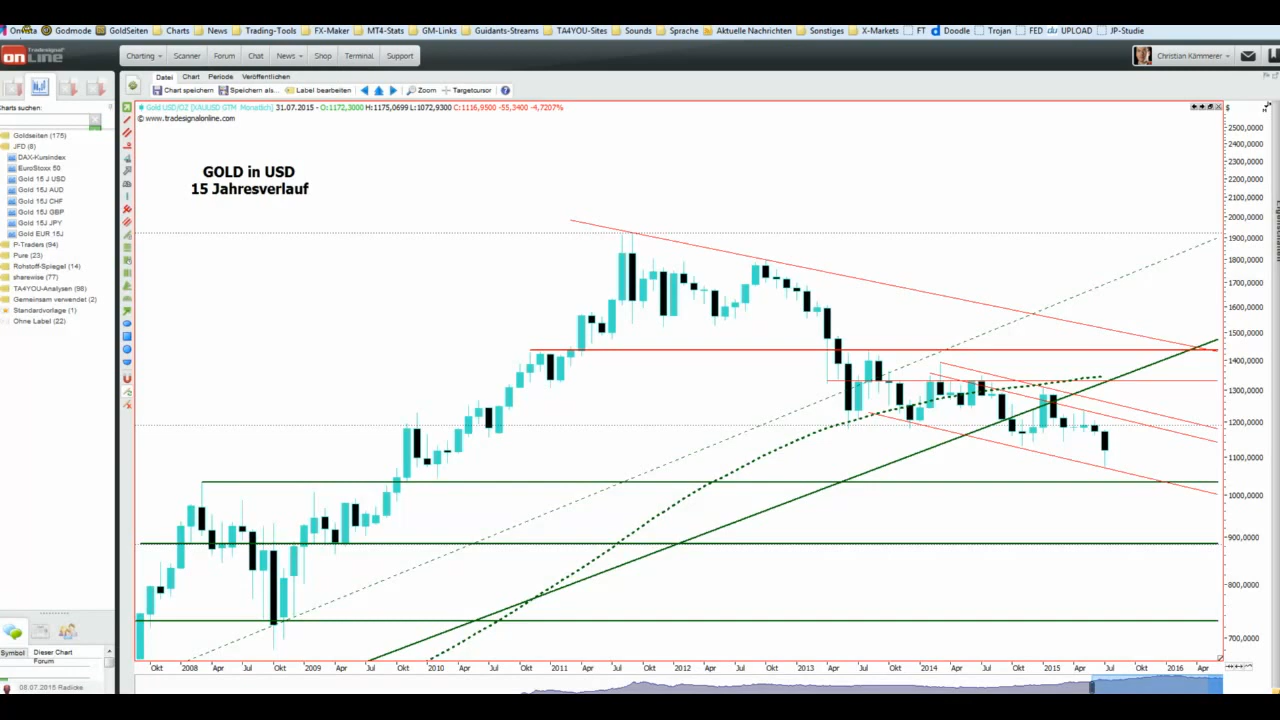 Onvista Godmode GoldSeiten Charts News Trading-Tools FX-Maker MT4-Stats GM-Links Guidants-Streams TA4YOU-Sites Sounds Sprache Aktuelle Nachrichten Sonstiges X-Markets FT Doodle Trojan FED UPLOAD JP-Studie
Tradesignal
onLine
Charting Scanner Forum Chat News Shop Terminal Support
Christian Kämmerer
Datei Chart Periode Veröffentlichen
Chart speichern Speichern als... Label bearbeiten Zoom Targetcursor
harts suchen:
Goldseiten (175)
JFD (8)
DAX-Kursindex
EuroStoxx 50
Gold 15 J USD
Gold 15J AUD
Gold 15J CHF
Gold 15J GBP
Gold 15J JPY
Gold EUR 15J
P-Traders (94)
Pure (23)
Rohstoff-Spiegel (14)
sharewise (77)
TA4YOU-Analysen (98)
Gemeinsam verwendet (2)
Standardvorlage (1)
Ohne Label (22)
Symbol Dieser Chart
Forum
Gold USD/OZ [XAUUSD GTM Monatlich] 31.07.2015 - O:1172,3000 H:1175,0699 L:1072,9300 C:1116,9500 -55,3400 -4,7207%
© www.tradesignalonline.com
GOLD in USD
15 Jahresverlauf
$
2500,0000
2400,0000
2300,0000
2200,0000
2100,0000
2000,0000
1900,0000
1800,0000
1700,0000
1600,0000
1500,0000
1400,0000
1300,0000
1200,0000
1100,0000
1000,0000
900,0000
800,0000
700,0000
Okt 2008 Apr Jul Okt 2009 Apr Jul Okt 2010 Apr Jul Okt 2011 Apr Jul Okt 2012 Apr Jul Okt 2013 Apr Jul Okt 2014 Apr Jul Okt 2015 Apr Jul Okt 2016 Apr